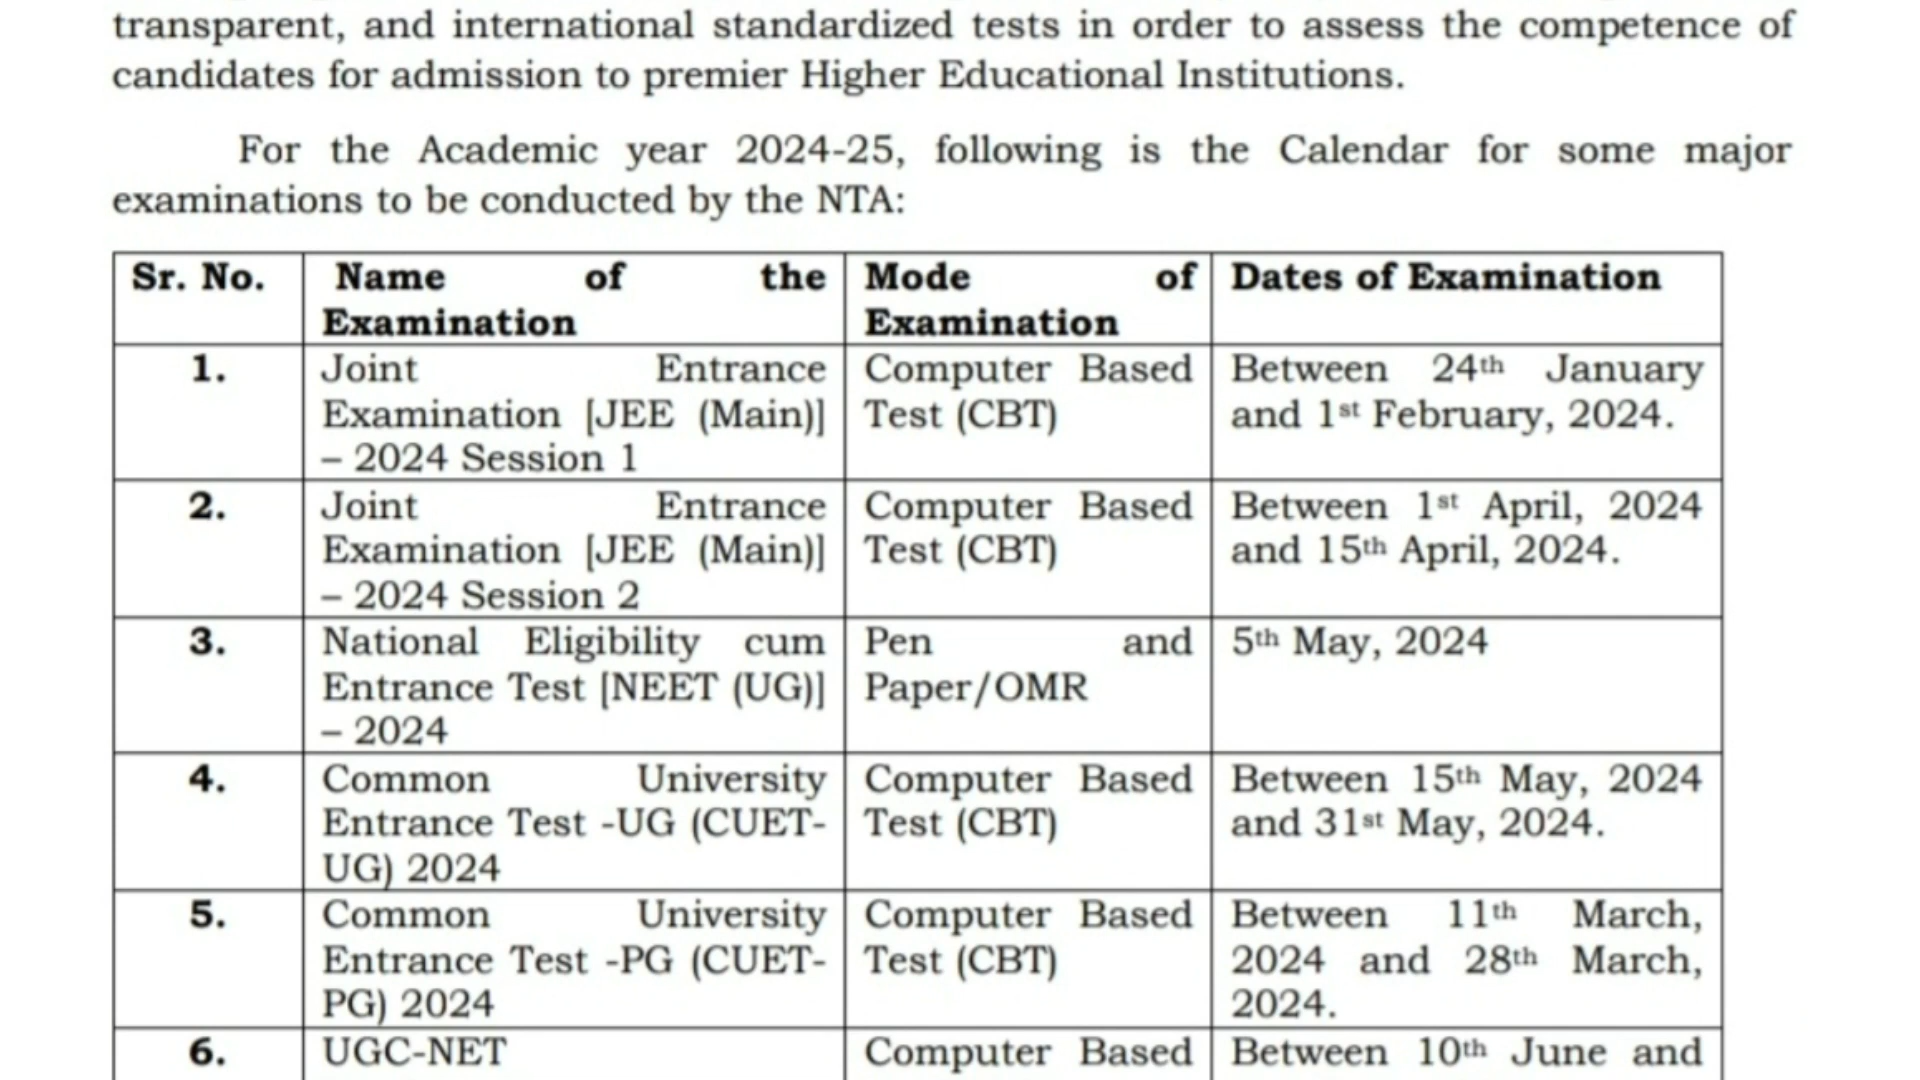 transparent, and international standardized tests in order to assess the competence of
candidates for admission to premier Higher Educational Institutions.
For the Academic year 2024-25, following is the Calendar for some major
examinations to be conducted by the NTA:
Sr. No.
Name of the
Examination
Mode of
Examination
Dates of Examination
1.
Joint Entrance
Examination [JEE (Main)]
– 2024 Session 1
Computer Based
Test (CBT)
Between 24th January
and 1st February, 2024.
2.
Joint Entrance
Examination [JEE (Main)]
– 2024 Session 2
Computer Based
Test (CBT)
Between 1st April, 2024
and 15th April, 2024.
3.
National Eligibility cum
Entrance Test [NEET (UG)]
– 2024
Pen and
Paper/OMR
5th May, 2024
4.
Common University
Entrance Test -UG (CUET-
UG) 2024
Computer Based
Test (CBT)
Between 15th May, 2024
and 31st May, 2024.
5.
Common University
Entrance Test -PG (CUET-
PG) 2024
Computer Based
Test (CBT)
Between 11th March,
2024 and 28th March,
2024.
6.
UGC-NET
Computer Based
Between 10th June and